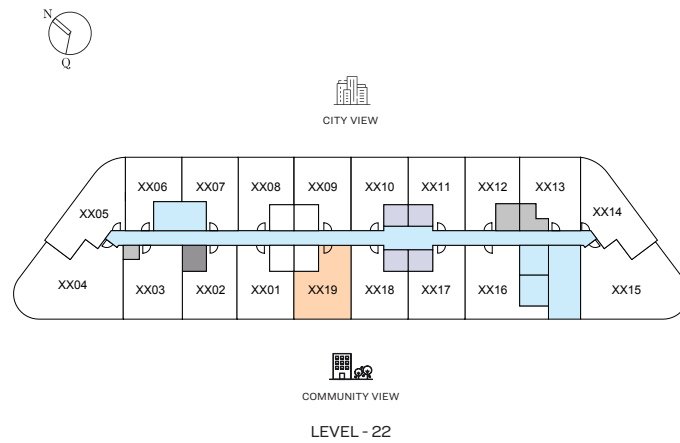 N
Q
CITY VIEW
XX06 XX07 XX08 XX09 XX10 XX11 XX12 XX13
XX05 XX14
XX04 XX03 XX02 XX01 XX19 XX18 XX17 XX16 XX15
COMMUNITY VIEW
LEVEL - 22